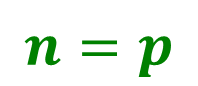 n = p